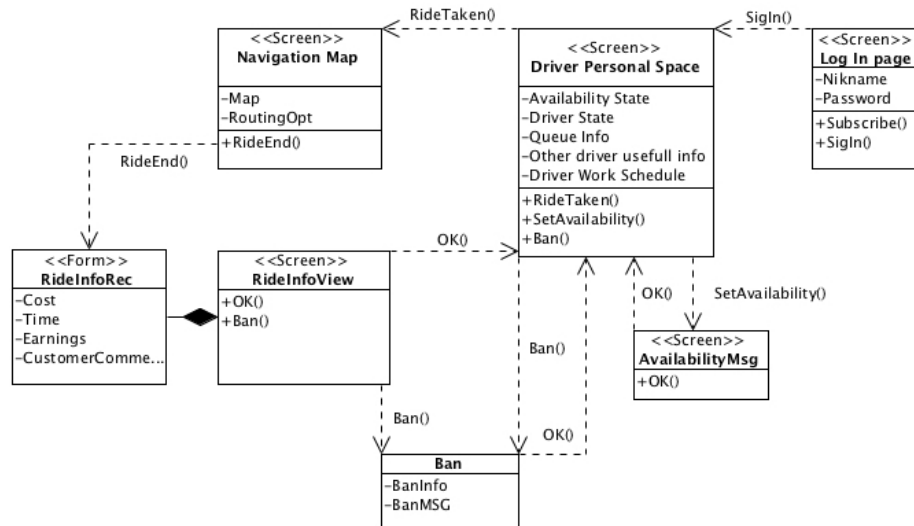 RideTaken()
SigIn()
<<Screen>>
Navigation Map
-Map
-RoutingOpt
+RideEnd()
<<Screen>>
Driver Personal Space
-Availability State
-Driver State
-Queue Info
-Other driver usefull info
-Driver Work Schedule
+RideTaken()
+SetAvailability()
+Ban()
<<Screen>>
Log In page
-Nikname
-Password
+Subscribe()
+SigIn()
RideEnd()
<<Form>>
RideInfoRec
-Cost
-Time
-Earnings
-CustomerComme...
<<Screen>>
RideInfoView
+OK()
+Ban()
OK()
OK()
SetAvailability()
<<Screen>>
AvailabilityMsg
+OK()
Ban()
Ban()
OK()
Ban
-BanInfo
-BanMSG